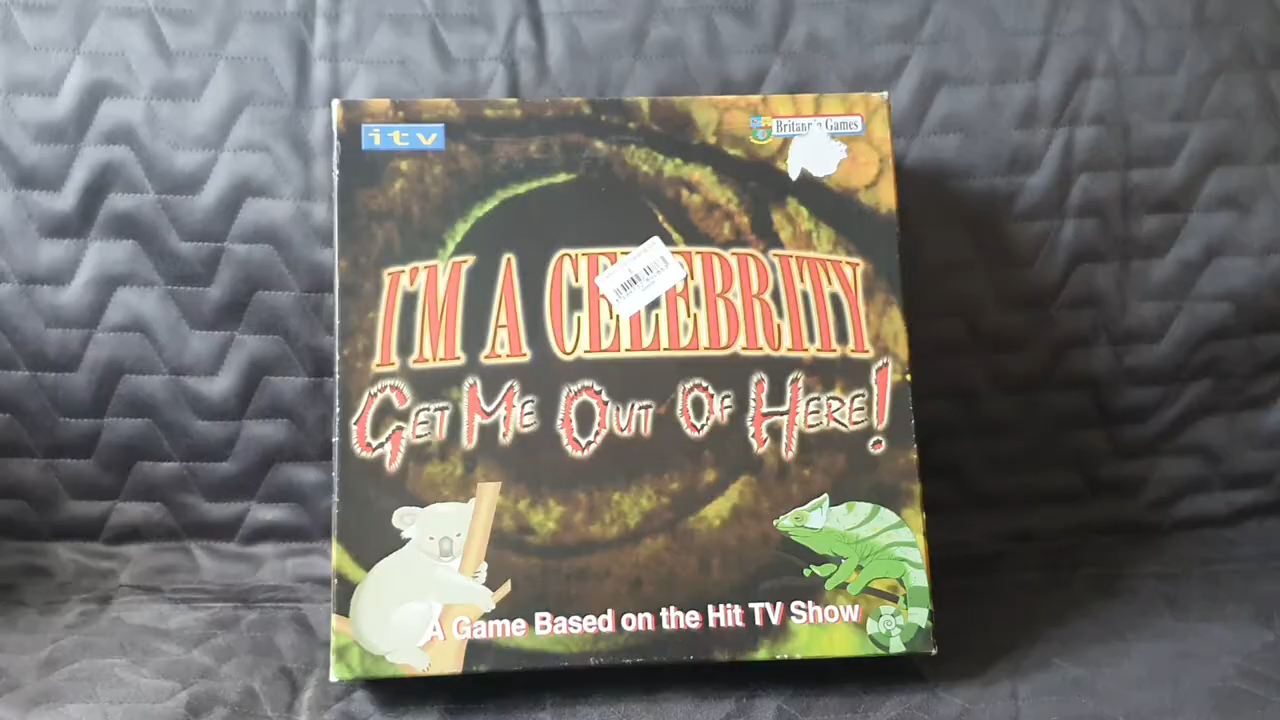 itv
Britannia Games
I'M A CELEBRITY
GET ME OUT OF HERE!
A Game Based on the Hit TV Show